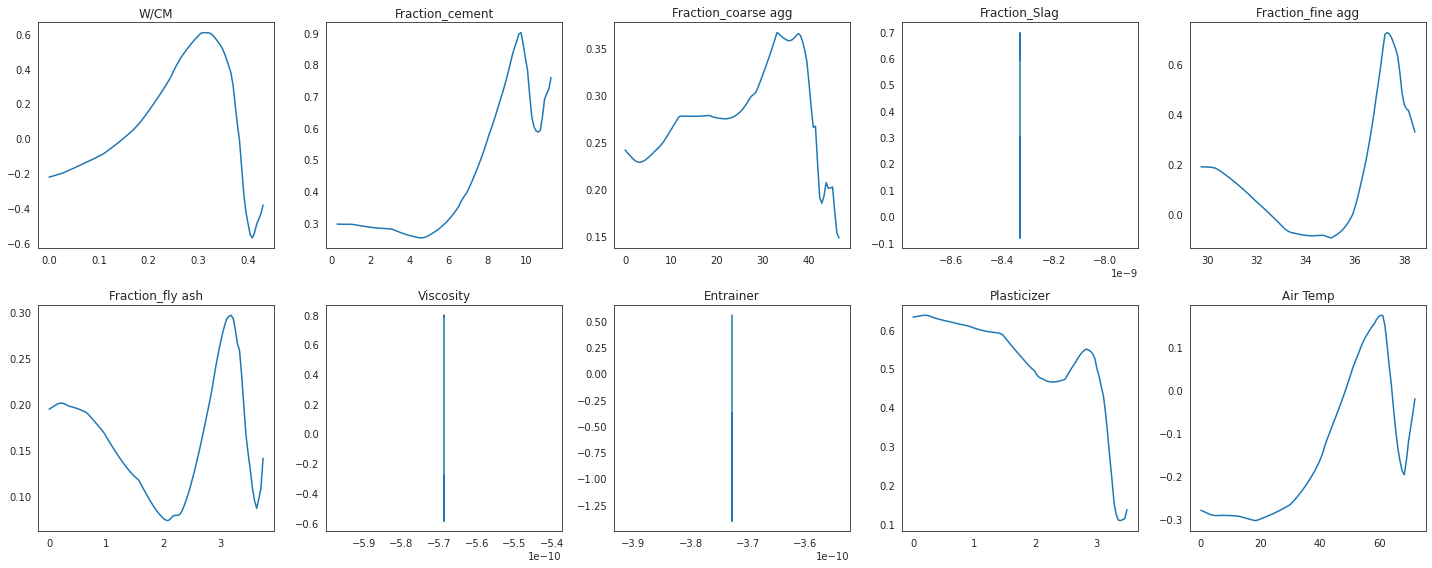 W/CM
0.6
0.4
0.2
0.0
−0.2
−0.4
−0.6
0.0 0.1 0.2 0.3 0.4
Fraction_cement
0.9
0.8
0.7
0.6
0.5
0.4
0.3
0 2 4 6 8 10
Fraction_coarse agg
0.35
0.30
0.25
0.20
0.15
0 10 20 30 40
Fraction_Slag
0.7
0.6
0.5
0.4
0.3
0.2
0.1
0.0
−0.1
−8.6 −8.4 −8.2 −8.0
1e−9
Fraction_fine agg
0.6
0.4
0.2
0.0
30 32 34 36 38
Fraction_fly ash
0.30
0.25
0.20
0.15
0.10
0 1 2 3
Viscosity
0.8
0.6
0.4
0.2
0.0
−0.2
−0.4
−0.6
−5.9 −5.8 −5.7 −5.6 −5.5 −5.4
1e−10
Entrainer
0.50
0.25
0.00
−0.25
−0.50
−0.75
−1.00
−1.25
−3.9 −3.8 −3.7 −3.6
1e−10
Plasticizer
0.6
0.5
0.4
0.3
0.2
0.1
0 1 2 3
Air Temp
0.1
0.0
−0.1
−0.2
−0.3
0 20 40 60